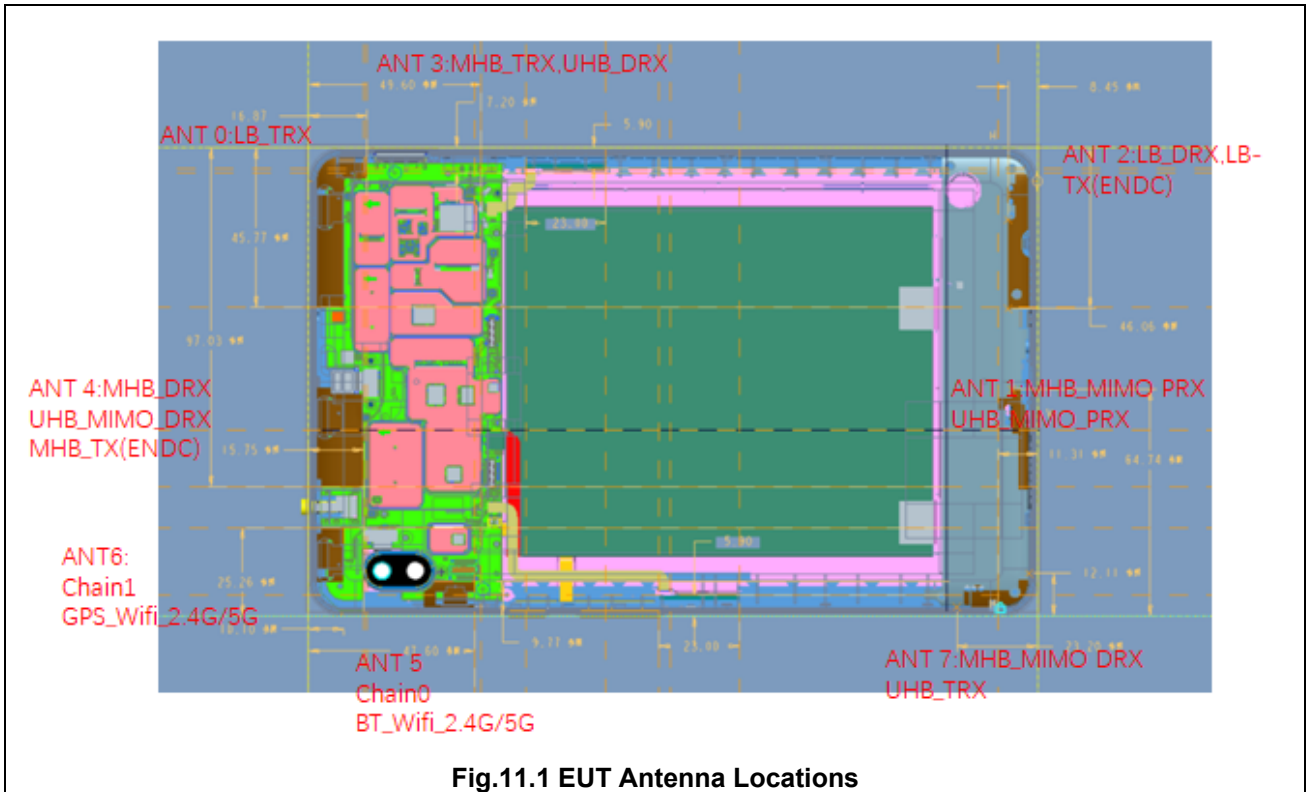 ANT 3:MHB_TRX,UHB_DRX
49.60
8.45
7.20
16.87
5.90
ANT 0:LB_TRX
ANT 2:LB_DRX,LB-
TX(ENDC)
23.80
45.77
46.06
97.03
ANT 4:MHB_DRX
UHB_MIMO_DRX
MHB_TX(ENDC)
ANT 1:MHB_MIMO PRX
UHB_MIMO_PRX
15.75
11.31
64.74
5.90
ANT6:
Chain1
GPS_Wifi_2.4G/5G
25.26
12.11
9.77
23.00
23.20
ANT 5
Chain0
BT_Wifi_2.4G/5G
ANT 7:MHB_MIMO DRX
UHB_TRX
Fig.11.1 EUT Antenna Locations